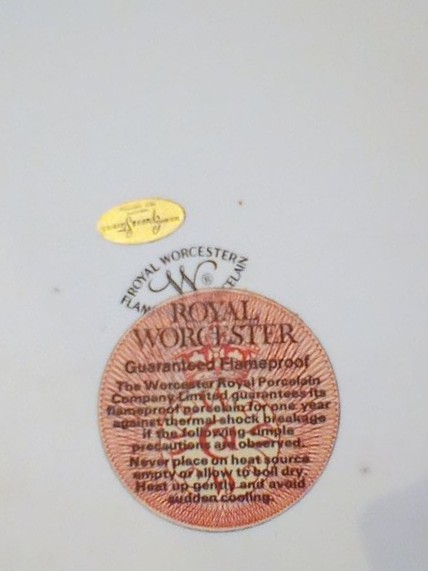 ROYAL WORCESTER
ROYAL
WORCESTER
Guaranteed Flameproof
The Worcester Royal Porcelain
Company Limited guarantees its
flameproof porcelain for one year
against thermal shock breakage
if the following simple
precautions are observed.
Never place on heat source
empty or allow to boil dry.
Heat up gently and avoid
sudden cooling.